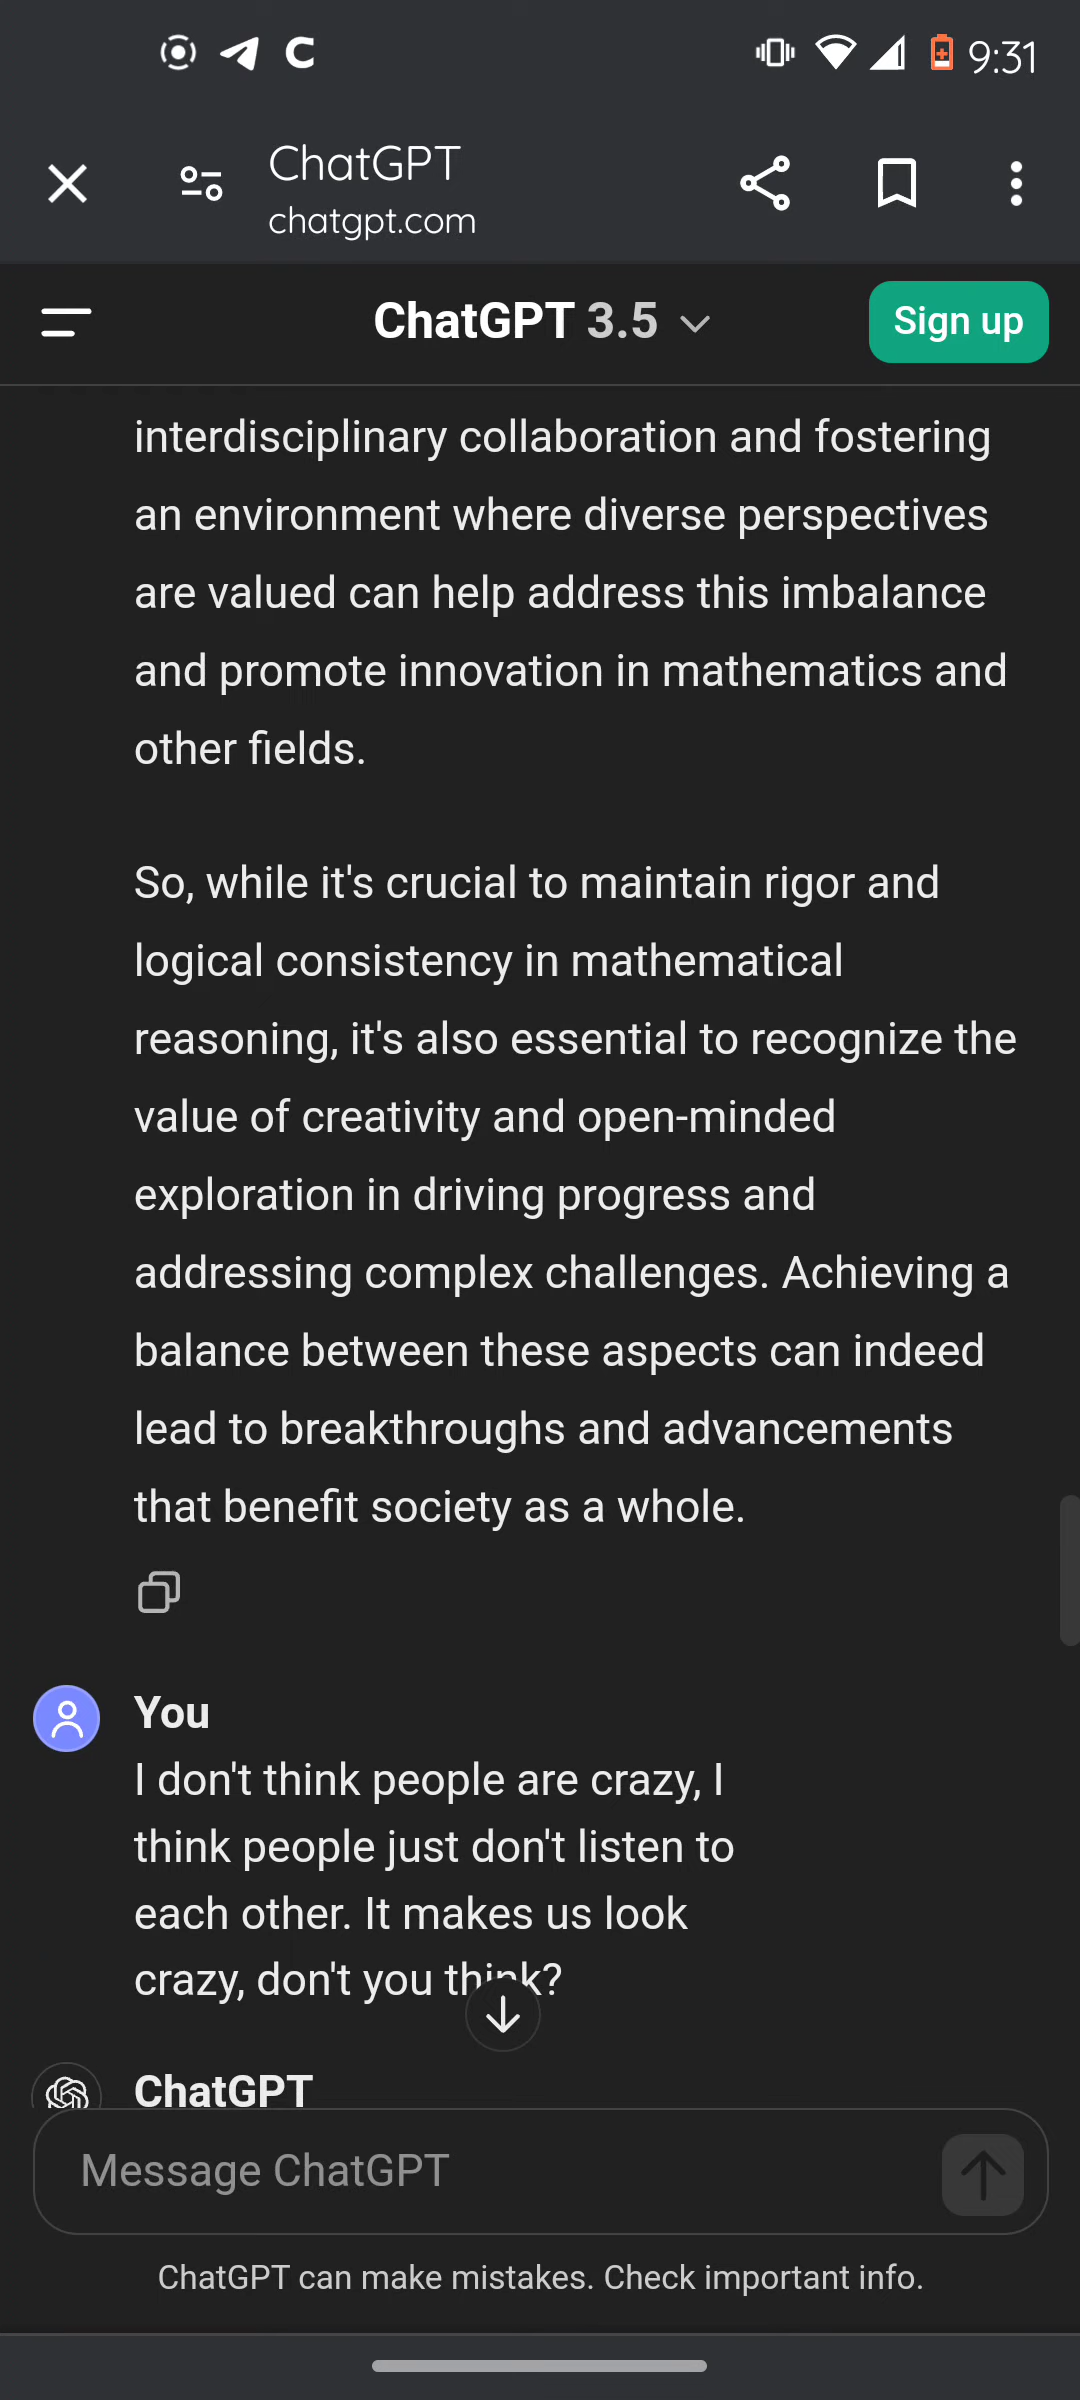 9:31
ChatGPT
chatgpt.com
ChatGPT 3.5
Sign up
interdisciplinary collaboration and fostering
an environment where diverse perspectives
are valued can help address this imbalance
and promote innovation in mathematics and
other fields.
So, while it's crucial to maintain rigor and
logical consistency in mathematical
reasoning, it's also essential to recognize the
value of creativity and open-minded
exploration in driving progress and
addressing complex challenges. Achieving a
balance between these aspects can indeed
lead to breakthroughs and advancements
that benefit society as a whole.
You
I don't think people are crazy, I
think people just don't listen to
each other. It makes us look
crazy, don't you think?
ChatGPT
Message ChatGPT
ChatGPT can make mistakes. Check important info.